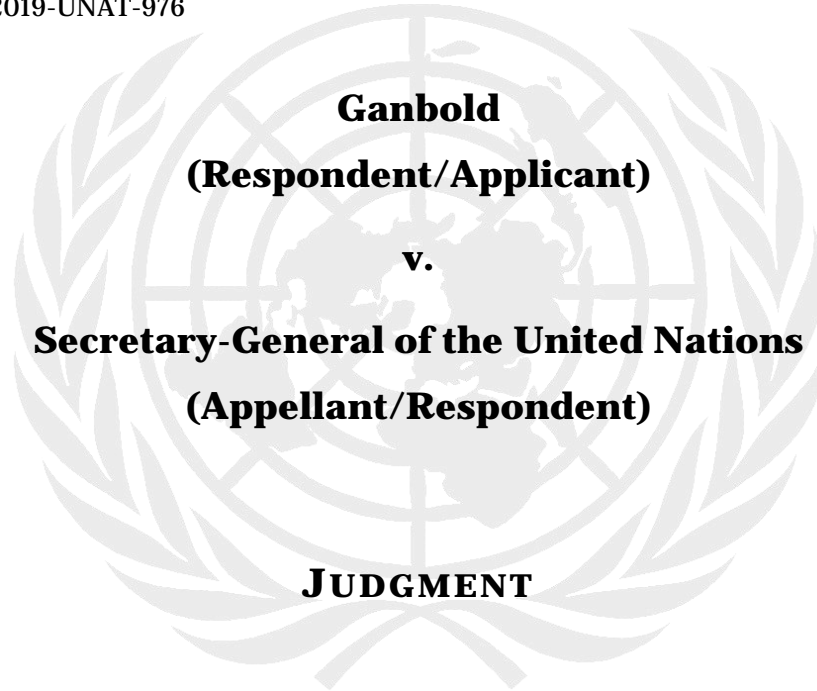 2019-UNAT-976
Ganbold
(Respondent/Applicant)
v.
Secretary-General of the United Nations
(Appellant/Respondent)
JUDGMENT